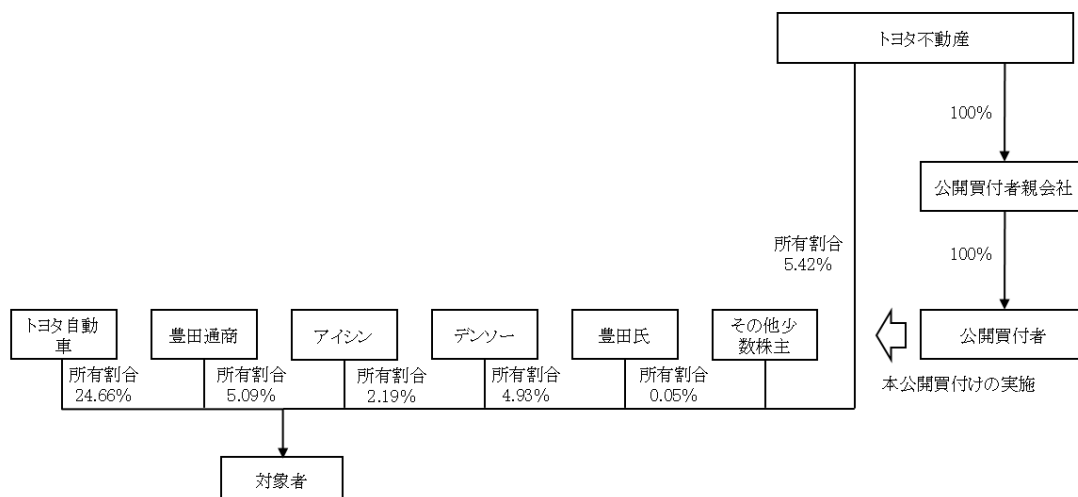 トヨタ不動産
100%
公開買付者親会社
所有割合
5.42%
100%
トヨタ自動
車
豊田通商
アイシン
デンソー
豊田氏
その他少
数株主
公開買付者
所有割合
24.66%
所有割合
5.09%
所有割合
2.19%
所有割合
4.93%
所有割合
0.05%
本公開買付けの実施
対象者